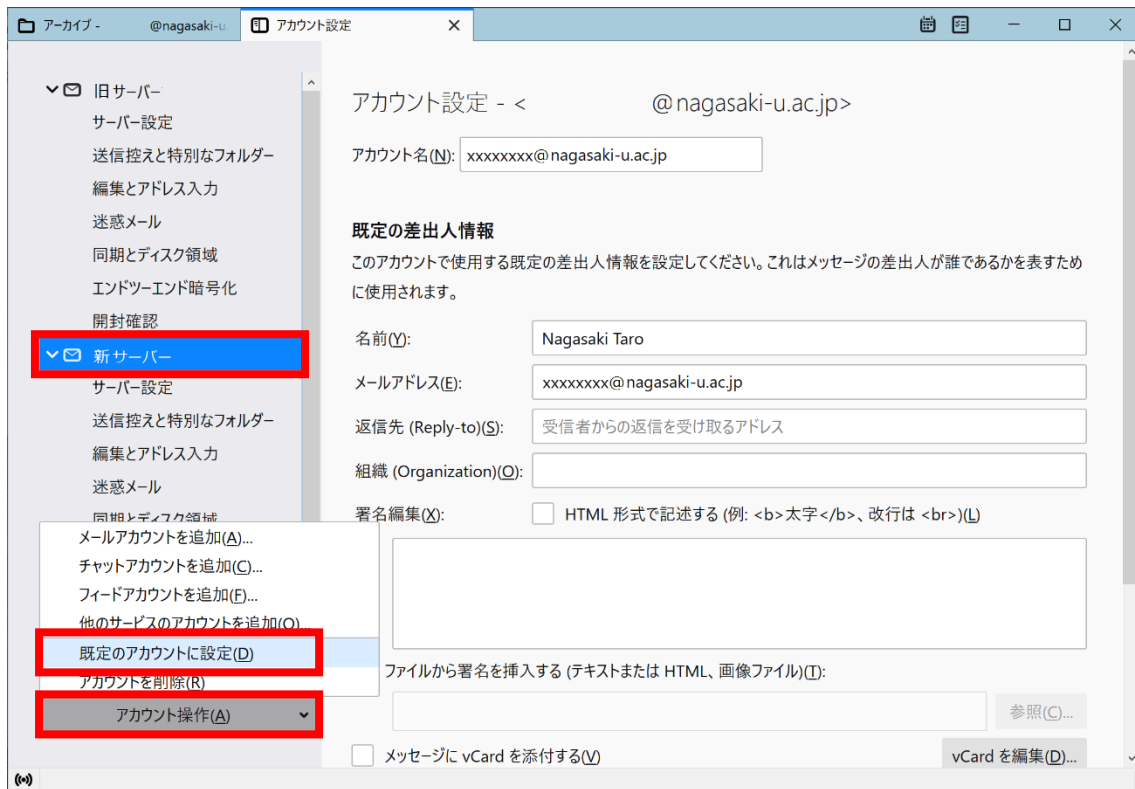 アーカイブ - @nagasaki-u.
アカウント設定
旧サーバー
サーバー設定
送信控えと特別なフォルダー
編集とアドレス入力
迷惑メール
同期とディスク領域
エンドツーエンド暗号化
開封確認
新サーバー
サーバー設定
送信控えと特別なフォルダー
編集とアドレス入力
迷惑メール
同期とディスク領域
メールアカウントを追加(A)...
チャットアカウントを追加(C)...
フィードアカウントを追加(F)...
他のサービスのアカウントを追加(O)...
既定のアカウントに設定(D)
アカウントを削除(R)
アカウント操作(A)
アカウント設定 - < @nagasaki-u.ac.jp>
アカウント名(N): xxxxxxxx@nagasaki-u.ac.jp
既定の差出人情報
このアカウントで使用する既定の差出人情報を設定してください。これはメッセージの差出人が誰であるかを表すため
に使用されます。
名前(Y): Nagasaki Taro
メールアドレス(E): xxxxxxxx@nagasaki-u.ac.jp
返信先 (Reply-to)(S): 受信者からの返信を受け取るアドレス
組織 (Organization)(O):
署名編集(X): HTML 形式で記述する (例: <b>太字</b>、改行は <br>)(L)
ファイルから署名を挿入する (テキストまたは HTML、画像ファイル)(T):
参照(C)...
メッセージに vCard を添付する(V) vCard を編集(D)...